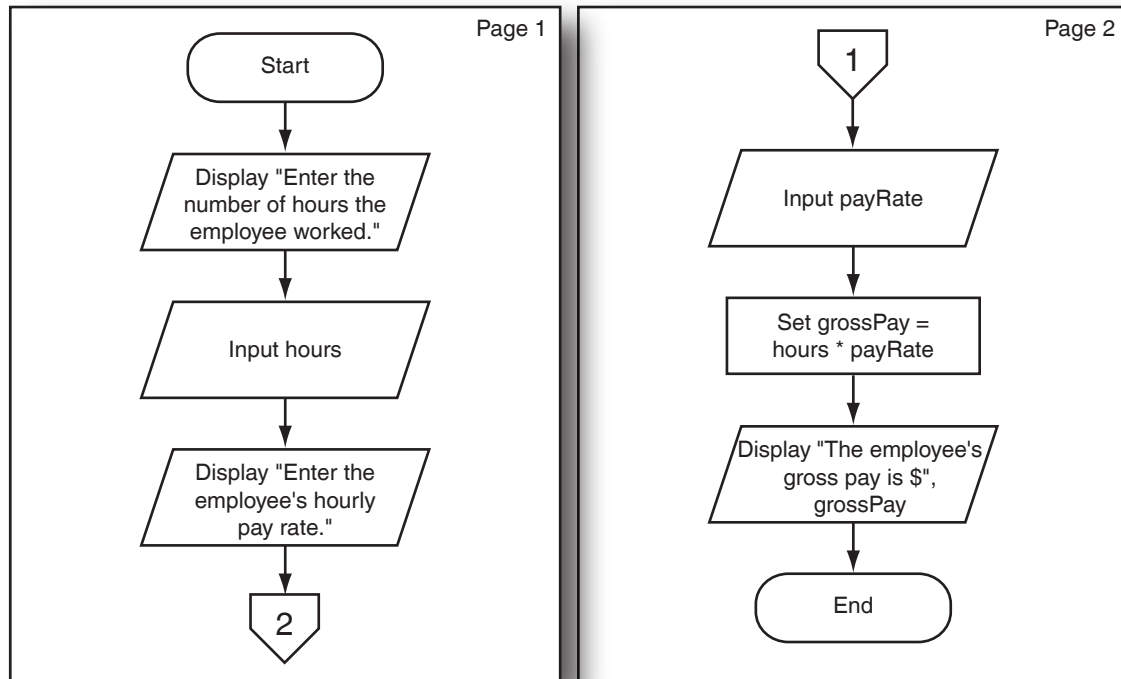 Page 1
Start
Display "Enter the
number of hours the
employee worked."
Input hours
Display "Enter the
employee's hourly
pay rate."
2
Page 2
1
Input payRate
Set grossPay =
hours * payRate
Display "The employee's
gross pay is $",
grossPay
End